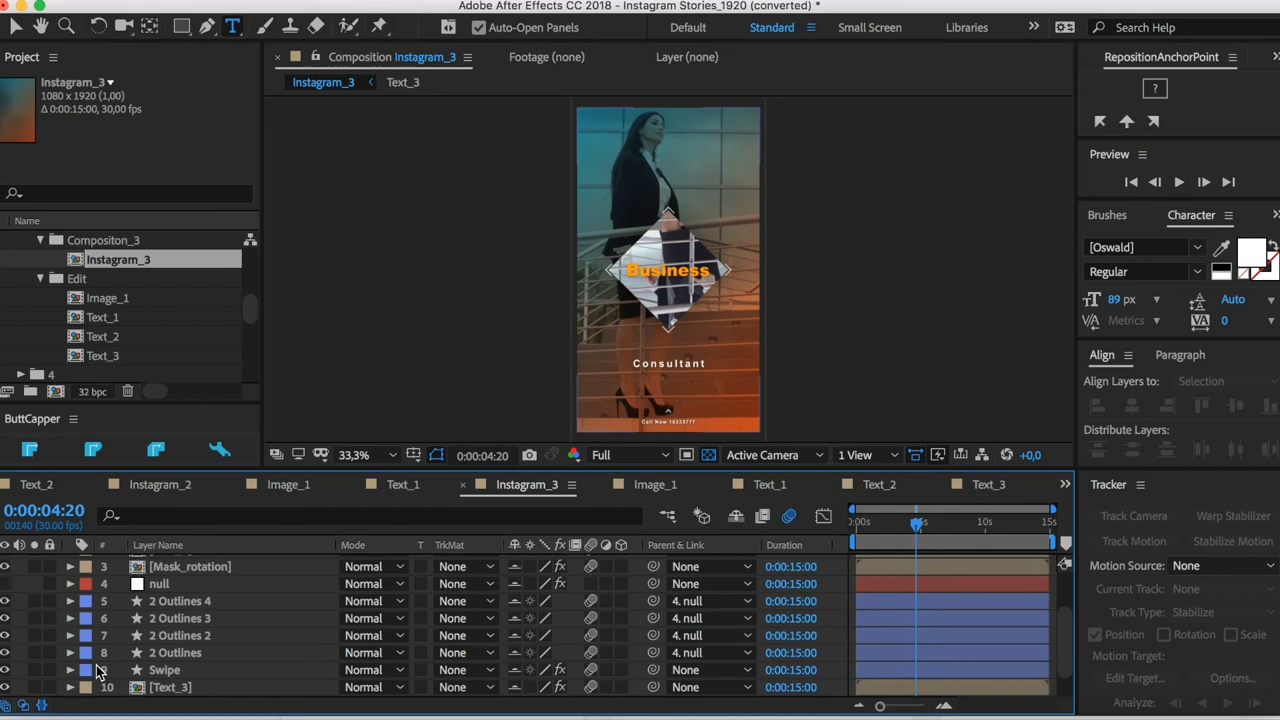 Adobe After Effects CC 2018 - Instagram Stories_1920 (converted) *
T Auto-Open Panels Default Standard Small Screen Libraries Search Help
Project
Composition Instagram_3 Footage (none) Layer (none)
RepositionAnchorPoint
Instagram_3
1080 x 1920 (1,00)
Δ 0:00:15:00, 30,00 fps
Instagram_3 Text_3
?
Preview
Name
Compositon_3
Instagram_3
Edit
Image_1
Text_1
Text_2
Text_3
4
32 bpc
Business
Consultant
Call Now 16333777
Brushes Character
[Oswald]
Regular
89 px Auto
Metrics 0
Align Paragraph
Align Layers to: Selection
Distribute Layers:
ButtCapper
33,3% 0:00:04:20 Full Active Camera 1 View +0,0
Text_2 Instagram_2 Image_1 Text_1 Instagram_3 Image_1 Text_1 Text_2 Text_3
Tracker
0:00:04:20
00140 (30.00 fps)
:00s 5s 10s 15s
Track Camera Warp Stabilizer
Track Motion Stabilize Motion
# Layer Name Mode T TrkMat fx Parent & Link Duration
3 [Mask_rotation] Normal None fx None 0:00:15:00
4 null Normal None None 0:00:15:00
5 2 Outlines 4 Normal None 4. null 0:00:15:00
6 2 Outlines 3 Normal None 4. null 0:00:15:00
7 2 Outlines 2 Normal None 4. null 0:00:15:00
8 2 Outlines Normal None 4. null 0:00:15:00
Swipe Normal None fx None 0:00:15:00
10 [Text_3] Normal None None 0:00:15:00
Motion Source: None
Current Track: None
Track Type: Stabilize
Position Rotation Scale
Motion Target:
Edit Target... Options...
Analyze: